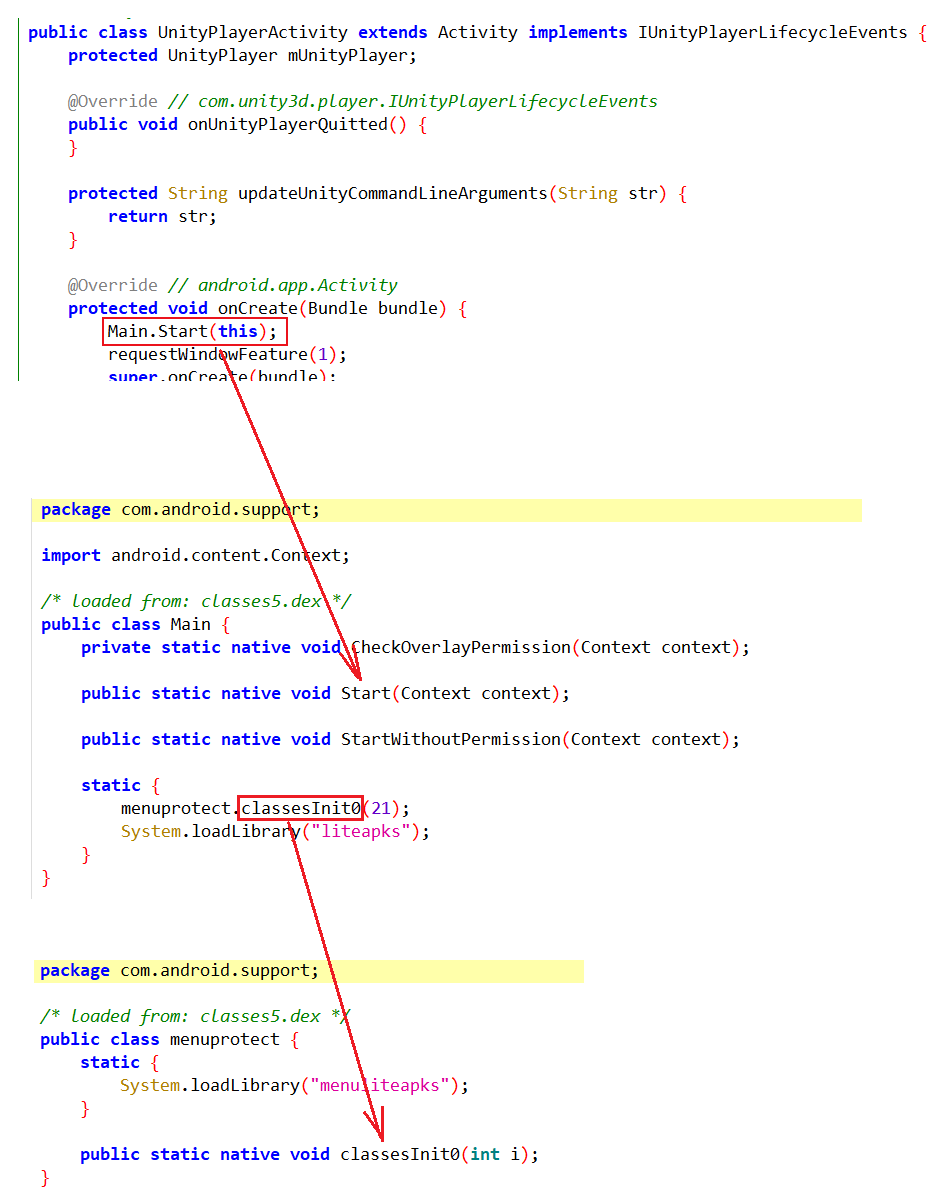 public class UnityPlayerActivity extends Activity implements IUnityPlayerLifecycleEvents {
    protected UnityPlayer mUnityPlayer;
    @Override // com.unity3d.player.IUnityPlayerLifecycleEvents
    public void onUnityPlayerQuitted() {
    }
    protected String updateUnityCommandLineArguments(String str) {
        return str;
    }
    @Override // android.app.Activity
    protected void onCreate(Bundle bundle) {
        Main.Start(this);
        requestWindowFeature(1);
        super.onCreate(bundle);
package com.android.support;
import android.content.Context;
/* loaded from: classes5.dex */
public class Main {
    private static native void CheckOverlayPermission(Context context);
    public static native void Start(Context context);
    public static native void StartWithoutPermission(Context context);
    static {
        menuprotect.classesInit0(21);
        System.loadLibrary("liteapks");
    }
}
package com.android.support;
/* loaded from: classes5.dex */
public class menuprotect {
    static {
        System.loadLibrary("menuliteapks");
    }
    public static native void classesInit0(int i);
}